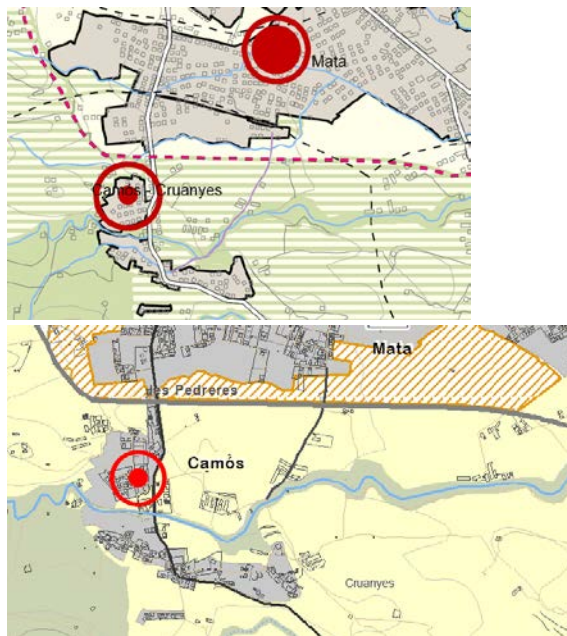 Mata
Camós - Cruanyes
Mata
les Pedreres
Camós
Cruanyes